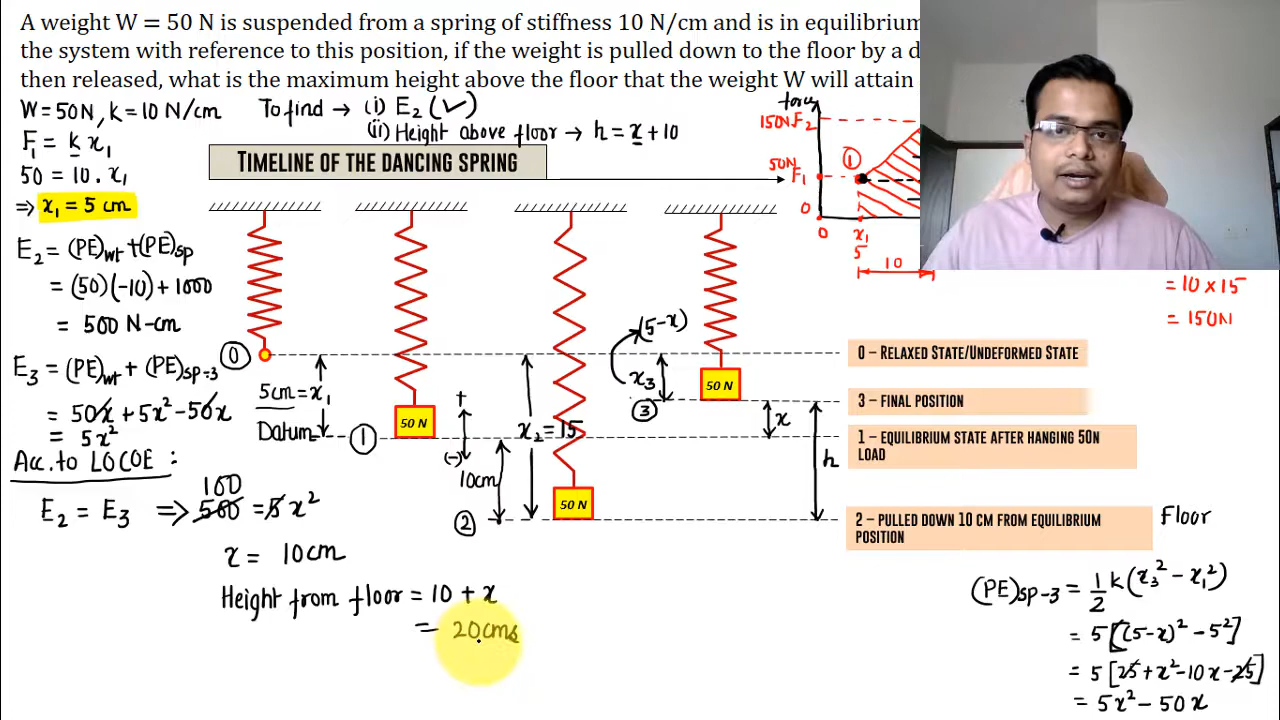 A weight W = 50 N is suspended from a spring of stiffness 10 N/cm and is in equilibrium
the system with reference to this position, if the weight is pulled down to the floor by a d
then released, what is the maximum height above the floor that the weight W will attain
W = 50N, k = 10 N/cm To find → (i) E₂ (✓)
(ii) Height above floor → h = x + 10
F₁ = k x₁
50 = 10 . x₁
⇒ x₁ = 5 cm
TIMELINE OF THE DANCING SPRING
force
150N F₂
50N F₁
①
0
0
x₁
5
10
= 10 × 15
= 150N
E₂ = (PE)wt + (PE)sp
= (50)(-10) + 1000
= 500 N-cm
E₃ = (PE)wt + (PE)sp-3
= 50x + 5x² - 50x
= 5x²
Acc. to LOCOE :
E₂ = E₃ ⇒ 500 = 5x²
100
x = 10cm
Height from floor = 10 + x
= 20cms
⓪
5cm = x₁
Datum
①
50 N
+
(-)
10cm
②
x₂ = 15
50 N
(5-x)
x₃
③
50 N
x
h
0 – RELAXED STATE/UNDEFORMED STATE
3 – FINAL POSITION
1 – EQUILIBRIUM STATE AFTER HANGING 50N
LOAD
2 – PULLED DOWN 10 CM FROM EQUILIBRIUM
POSITION
Floor
(PE)sp-3 = 1/2 k(x₃² - x₁²)
= 5[(5-x)² - 5²]
= 5[25 + x² - 10x - 25]
= 5x² - 50x